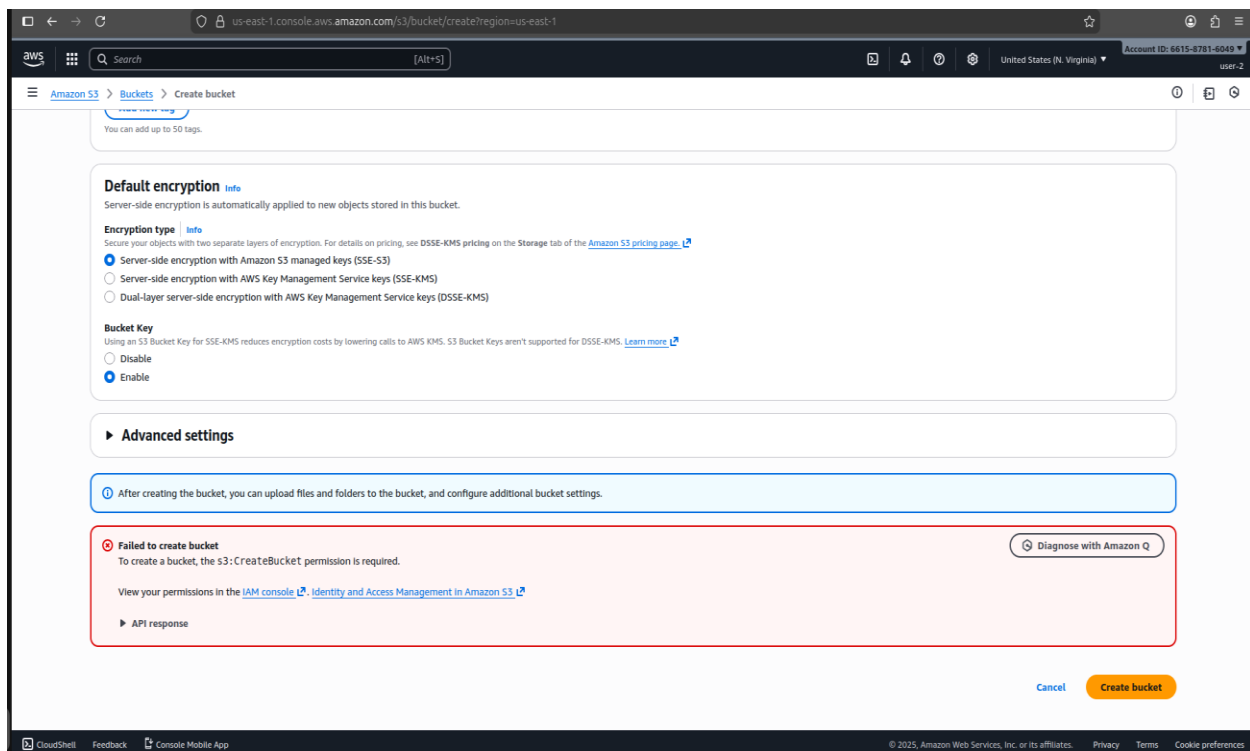 us-east-1.console.aws.amazon.com/s3/bucket/create?region=us-east-1
aws
Search
[Alt+S]
United States (N. Virginia)
Account ID: 6615-8781-6049
user-2
Amazon S3 > Buckets > Create bucket
Add new tag
You can add up to 50 tags.
Default encryption Info
Server-side encryption is automatically applied to new objects stored in this bucket.
Encryption type Info
Secure your objects with two separate layers of encryption. For details on pricing, see DSSE-KMS pricing on the Storage tab of the Amazon S3 pricing page.
Server-side encryption with Amazon S3 managed keys (SSE-S3)
Server-side encryption with AWS Key Management Service keys (SSE-KMS)
Dual-layer server-side encryption with AWS Key Management Service keys (DSSE-KMS)
Bucket Key
Using an S3 Bucket Key for SSE-KMS reduces encryption costs by lowering calls to AWS KMS. S3 Bucket Keys aren't supported for DSSE-KMS. Learn more
Disable
Enable
Advanced settings
After creating the bucket, you can upload files and folders to the bucket, and configure additional bucket settings.
Failed to create bucket
Diagnose with Amazon Q
To create a bucket, the s3:CreateBucket permission is required.
View your permissions in the IAM console. Identity and Access Management in Amazon S3
API response
Cancel
Create bucket
CloudShell Feedback Console Mobile App
© 2025, Amazon Web Services, Inc. or its affiliates. Privacy Terms Cookie preferences